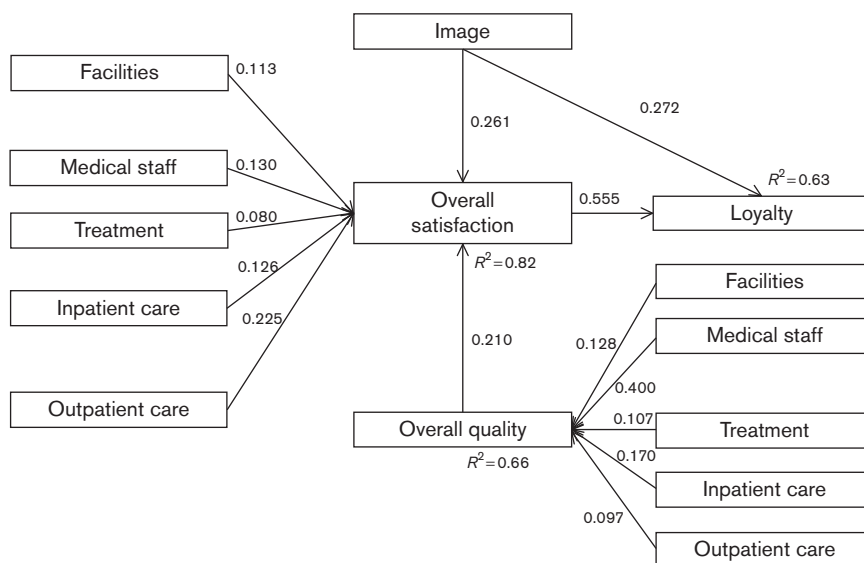 Image
Facilities
0.113
0.261
0.272
Medical staff
0.130
R²=0.63
Treatment
0.080
Overall
satisfaction
0.555
Loyalty
R²=0.82
Inpatient care
0.126
0.225
Outpatient care
0.210
Facilities
0.128
Medical staff
0.400
Overall quality
R²=0.66
0.107
Treatment
0.170
Inpatient care
0.097
Outpatient care